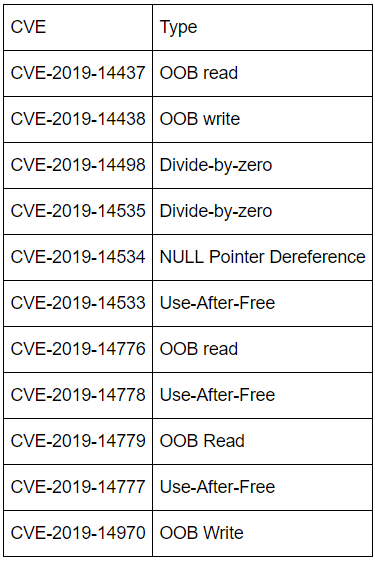 CVE Type
CVE-2019-14437 OOB read
CVE-2019-14438 OOB write
CVE-2019-14498 Divide-by-zero
CVE-2019-14535 Divide-by-zero
CVE-2019-14534 NULL Pointer Dereference
CVE-2019-14533 Use-After-Free
CVE-2019-14776 OOB read
CVE-2019-14778 Use-After-Free
CVE-2019-14779 OOB Read
CVE-2019-14777 Use-After-Free
CVE-2019-14970 OOB Write